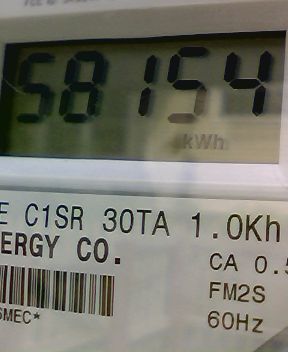 58154
kWh
E C1SR 30TA 1.0Kh
ERGY CO.
CA 0.5
FM2S
SMEC*
60Hz